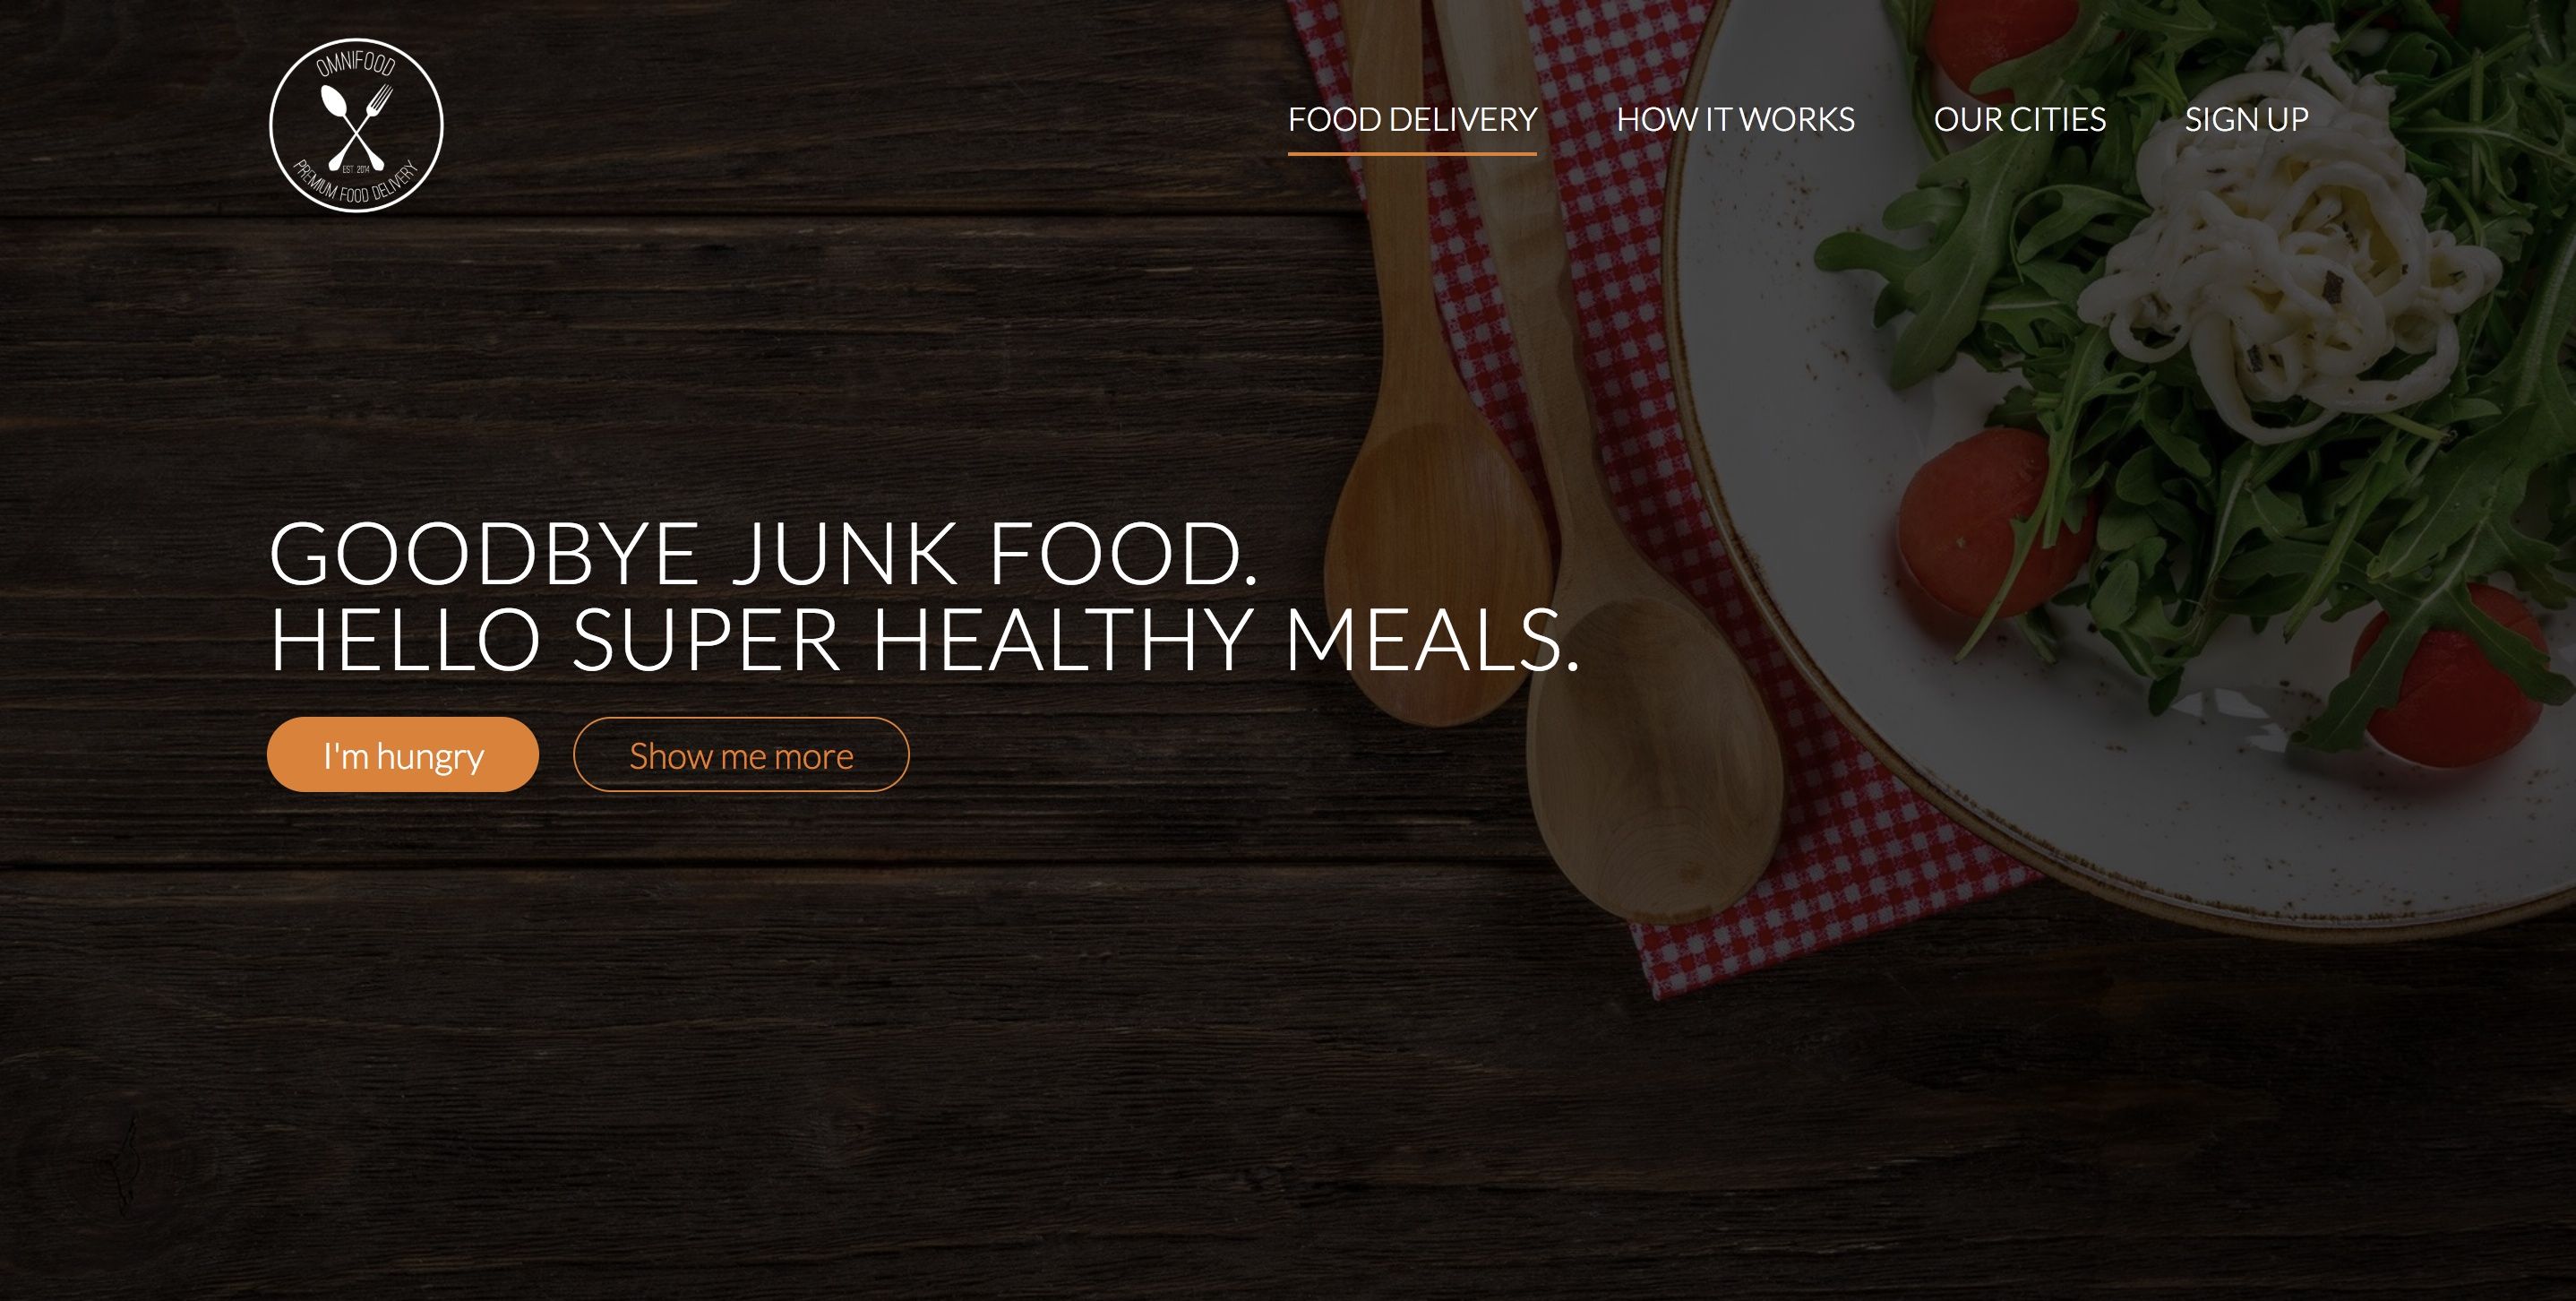 OMNIFOOD
EST. 2014
PREMIUM FOOD DELIVERY
FOOD DELIVERY
HOW IT WORKS
OUR CITIES
SIGN UP
GOODBYE JUNK FOOD.
HELLO SUPER HEALTHY MEALS.
I'm hungry
Show me more